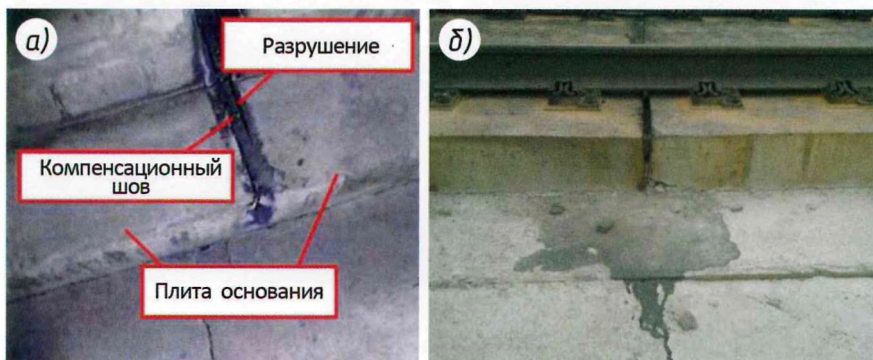 а)
Разрушение
Компенсационный
шов
Плита основания
б)